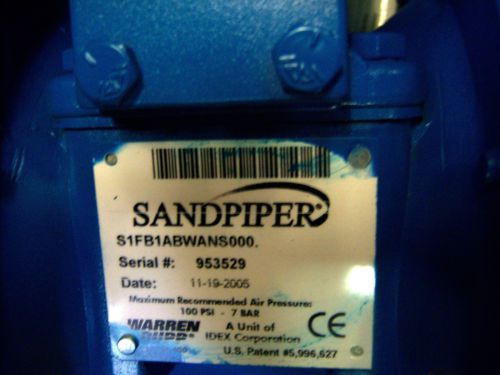 SANDPIPER®
S1FB1ABWANS000.
Serial #: 953529
Date: 11-19-2005
Maximum Recommended Air Pressure:
100 PSI - 7 BAR
WARREN RUPP® A Unit of
IDEX Corporation
CE
U.S. Patent #5,996,627